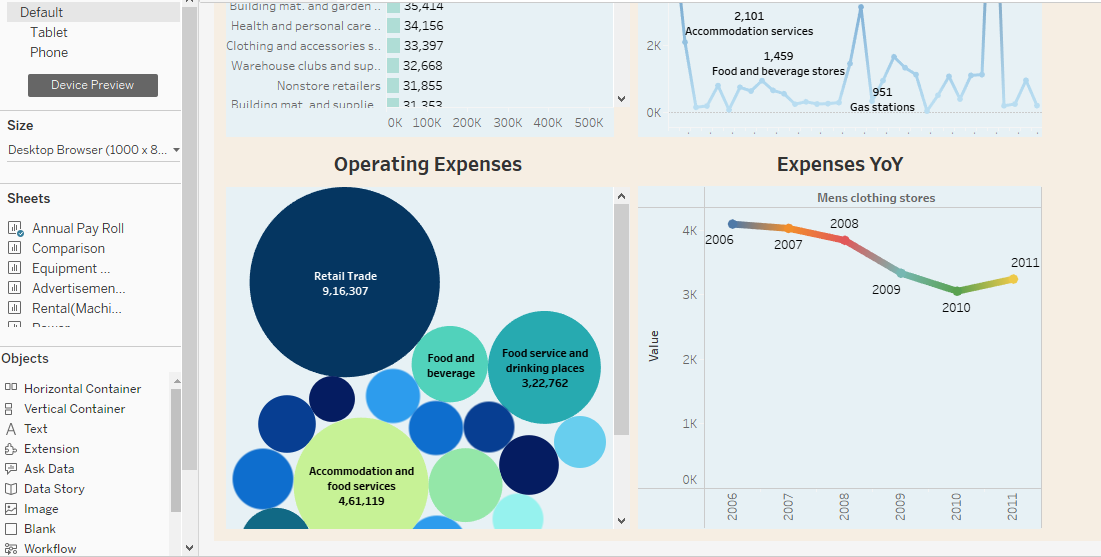 Default
Tablet
Phone
Device Preview
Size
Desktop Browser (1000 x 8...
Sheets
Annual Pay Roll
Comparison
Equipment ...
Advertisemen...
Rental(Machi...
Power
Objects
Horizontal Container
Vertical Container
Text
Extension
Ask Data
Data Story
Image
Blank
Workflow
Building mat. and garden .. 35,414
Health and personal care .. 34,156
Clothing and accessories s.. 33,397
Warehouse clubs and sup.. 32,668
Nonstore retailers 31,855
Building mat. and supplie.. 31,353
0K 100K 200K 300K 400K 500K
2K
0K
2,101
Accommodation services
1,459
Food and beverage stores
951
Gas stations
Operating Expenses
Retail Trade
9,16,307
Food and
beverage
Food service and
drinking places
3,22,762
Accommodation and
food services
4,61,119
Expenses YoY
Mens clothing stores
Value
4K
3K
2K
1K
0K
2006
2007
2008
2009
2010
2011
2006 2007 2008 2009 2010 2011